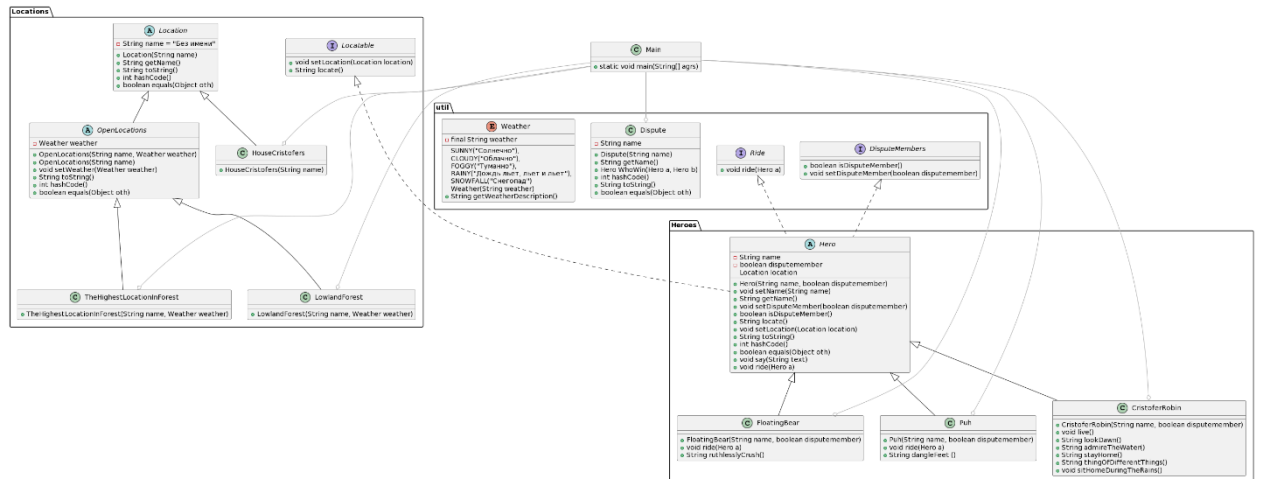 Locations
A Location
String name = "Без имени"
Location(String name)
String getName()
String toString()
int hashCode()
boolean equals(Object oth)
I Locatable
void setLocation(Location location)
String locate()
A OpenLocations
Weather weather
OpenLocations(String name, Weather weather)
OpenLocations(String name)
void setWeather(Weather weather)
String toString()
int hashCode()
boolean equals(Object oth)
C HouseCristofers
HouseCristofers(String name)
C TheHighestLocationInForest
TheHighestLocationInForest(String name, Weather weather)
C LowlandForest
LowlandForest(String name, Weather weather)
C Main
static void main(String[] agrs)
util
E Weather
final String weather
SUNNY("Солнечно"),
CLOUDY("Облачно"),
FOGGY("Туманно"),
RAINY("Дождь льет, льет и льет"),
SNOWFALL("Снегопад")
Weather(String weather)
String getWeatherDescription()
C Dispute
String name
Dispute(String name)
String getName()
Hero WhoWin(Hero a, Hero b)
int hashCode()
String toString()
boolean equals(Object oth)
I Ride
void ride(Hero a)
I DisputeMembers
boolean isDisputeMember()
void setDisputeMember(boolean disputemember)
Heroes
A Hero
String name
boolean disputemember
Location location
Hero(String name, boolean disputemember)
void setName(String name)
String getName()
void setDisputeMember(boolean disputemember)
boolean isDisputeMember()
String locate()
void setLocation(Location location)
String toString()
int hashCode()
boolean equals(Object oth)
void say(String text)
void ride(Hero a)
C FloatingBear
FloatingBear(String name, boolean disputemember)
void ride(Hero a)
String ruthlesslyCrush()
C Puh
Puh(String name, boolean disputemember)
void ride(Hero a)
String dangleFeet ()
C CristoferRobin
CristoferRobin(String name, boolean disputemember)
void live()
String lookDawn()
String admireTheWater()
String stayHome()
String thingOfDifferentThings()
void sitHomeDuringTheRains()